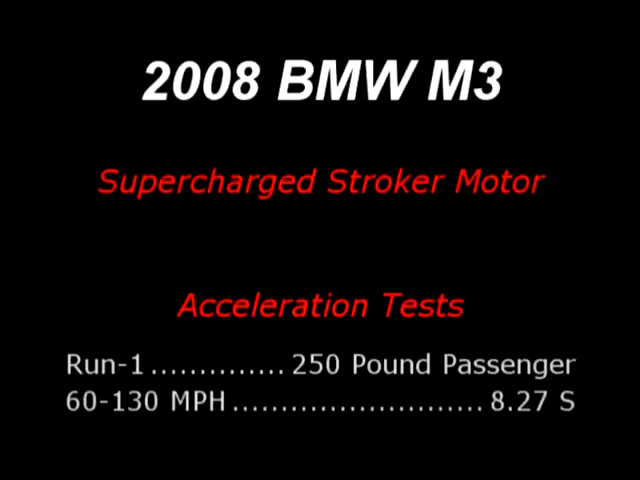 2008 BMW M3
Supercharged Stroker Motor
Acceleration Tests
Run-1..............250 Pound Passenger
60-130 MPH..........................8.27 S